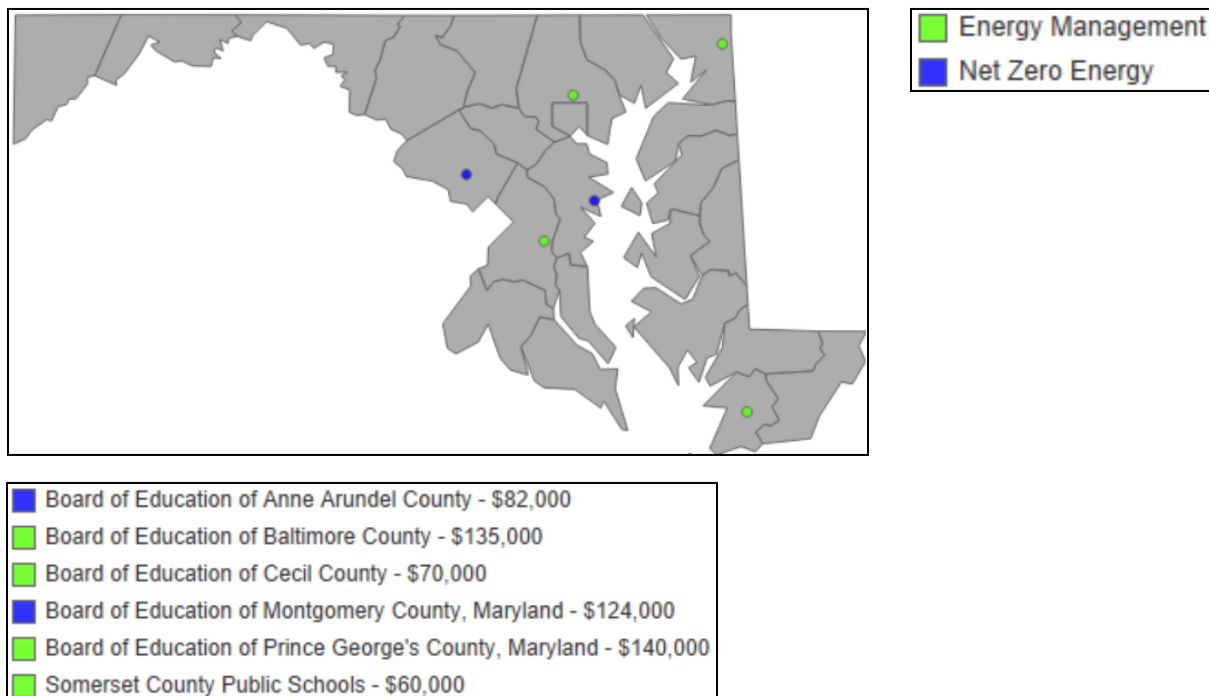 Energy Management
Net Zero Energy
Board of Education of Anne Arundel County - $82,000
Board of Education of Baltimore County - $135,000
Board of Education of Cecil County - $70,000
Board of Education of Montgomery County, Maryland - $124,000
Board of Education of Prince George's County, Maryland - $140,000
Somerset County Public Schools - $60,000